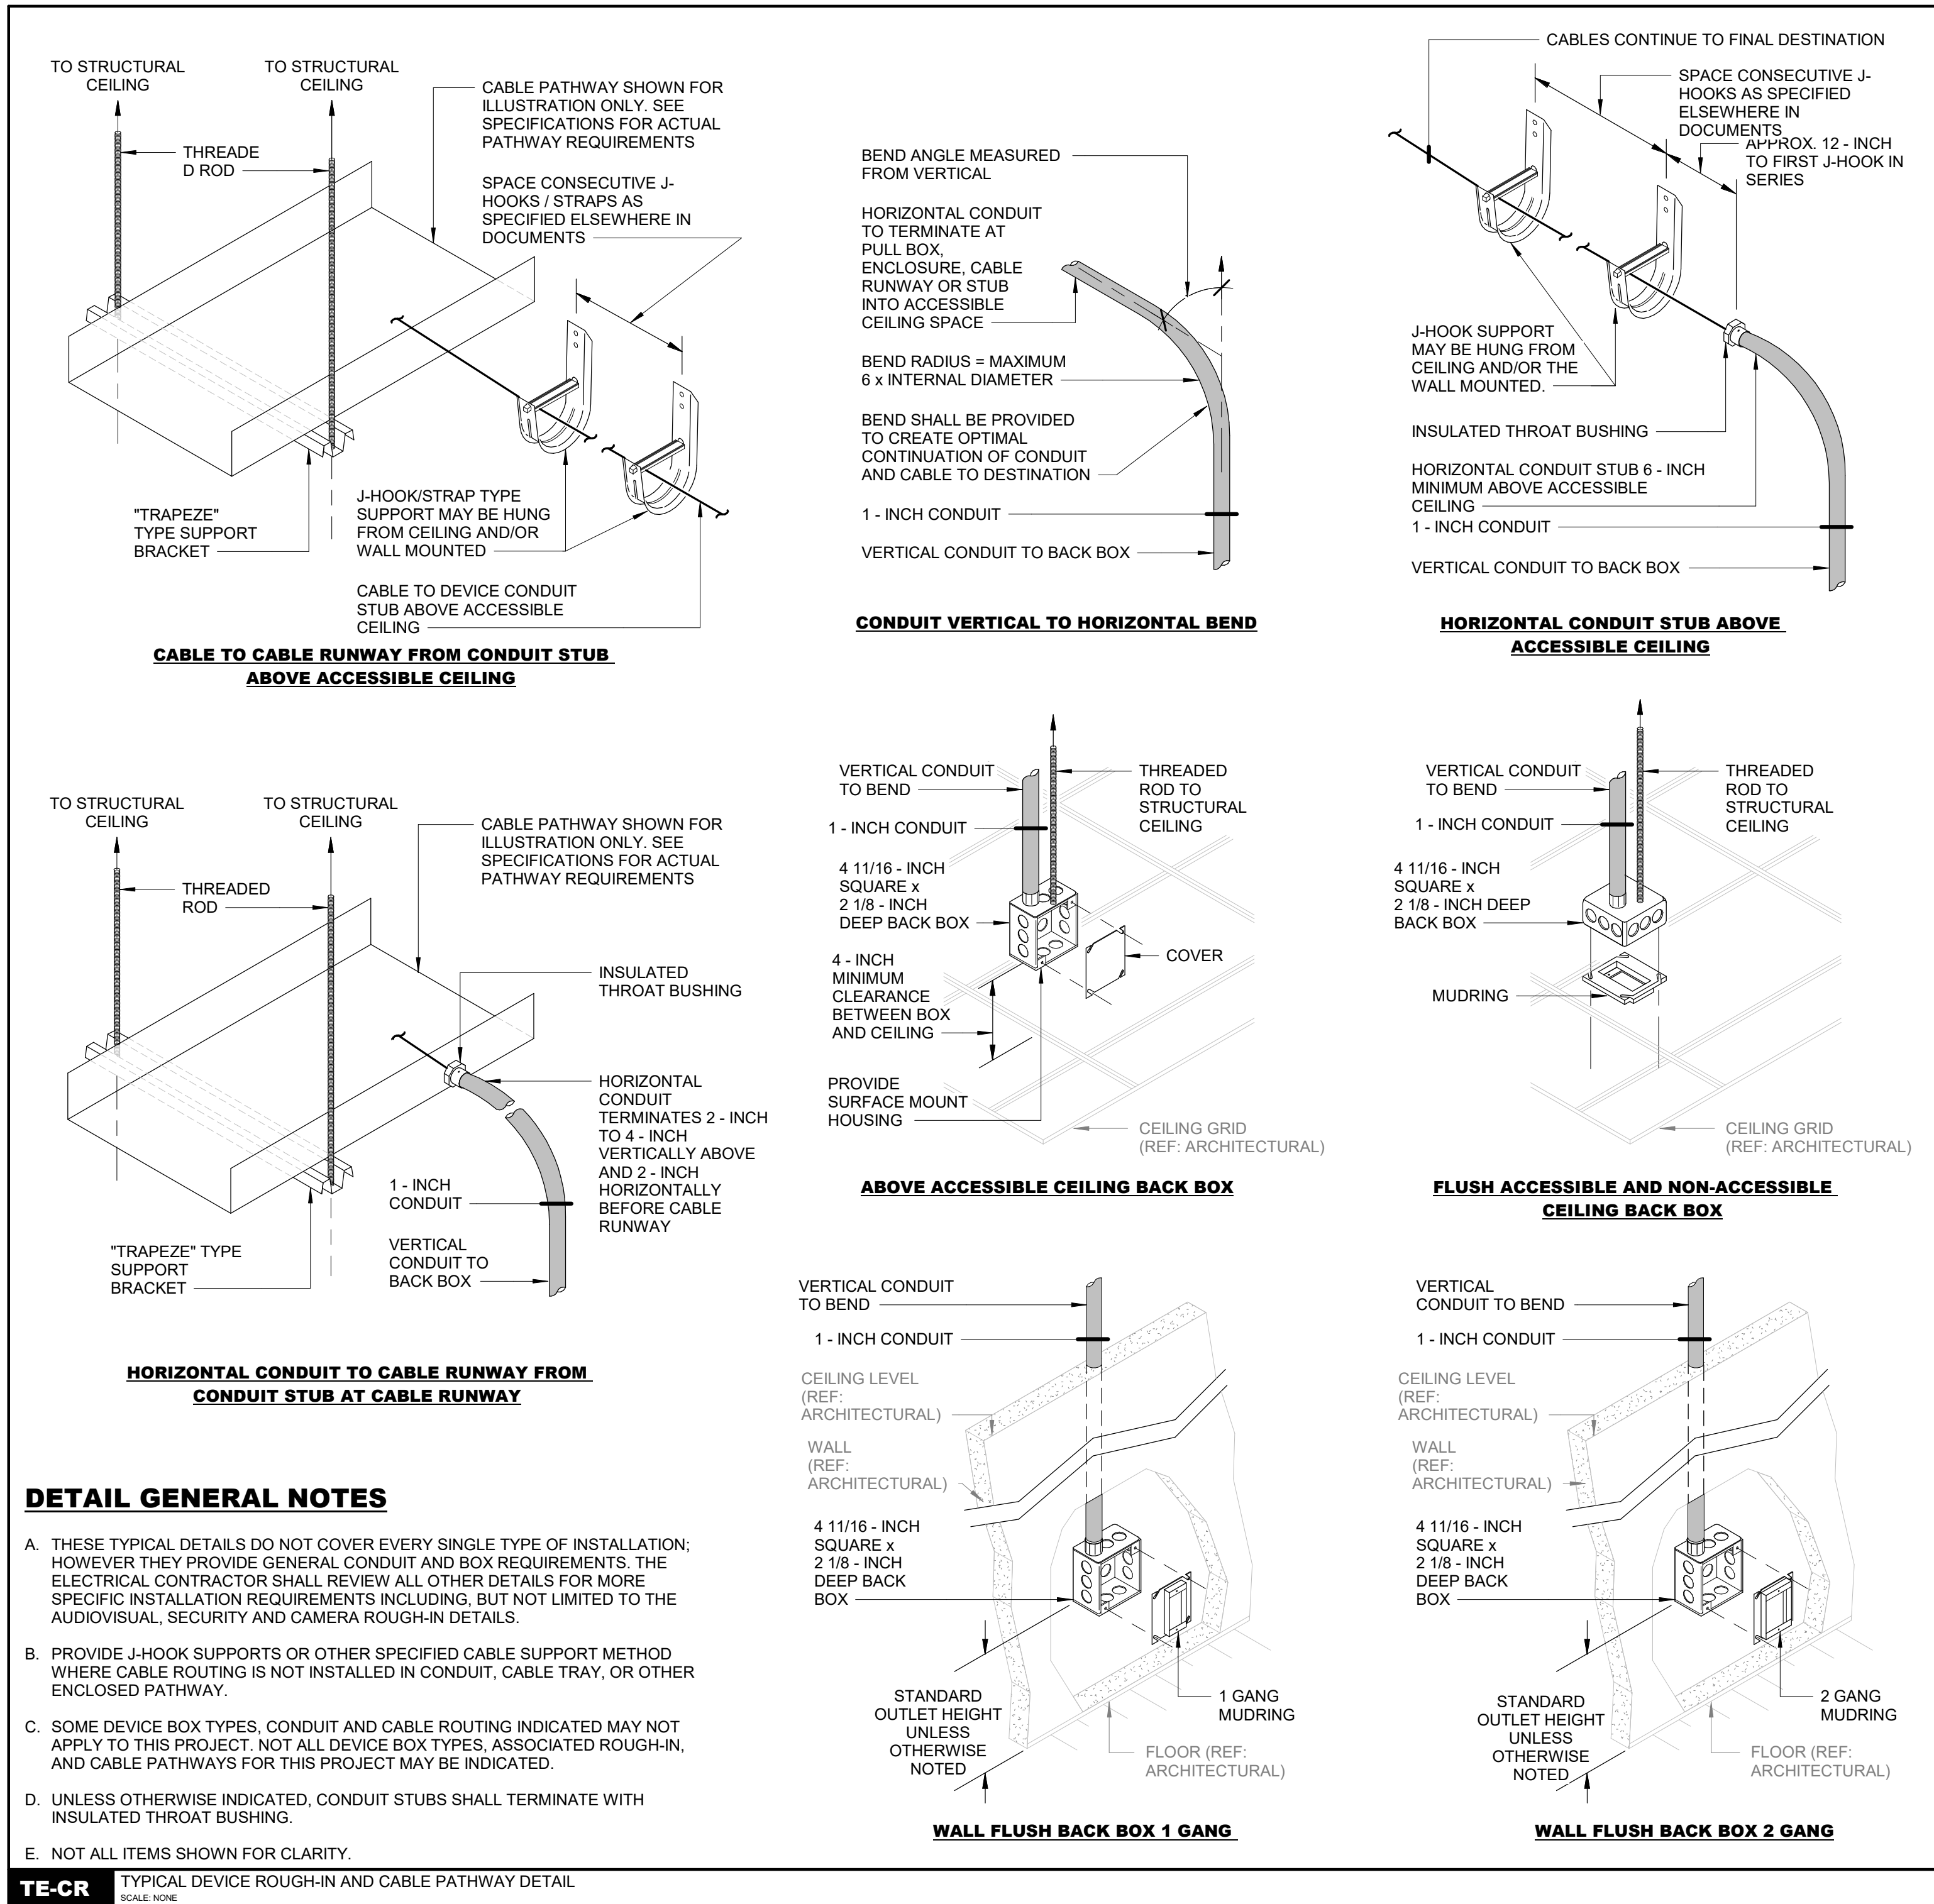 TO STRUCTURAL
CEILING
TO STRUCTURAL
CEILING
THREADE
D ROD
CABLE PATHWAY SHOWN FOR
ILLUSTRATION ONLY. SEE
SPECIFICATIONS FOR ACTUAL
PATHWAY REQUIREMENTS
SPACE CONSECUTIVE J-
HOOKS / STRAPS AS
SPECIFIED ELSEWHERE IN
DOCUMENTS
"TRAPEZE"
TYPE SUPPORT
BRACKET
J-HOOK/STRAP TYPE
SUPPORT MAY BE HUNG
FROM CEILING AND/OR
WALL MOUNTED
CABLE TO DEVICE CONDUIT
STUB ABOVE ACCESSIBLE
CEILING
CABLE TO CABLE RUNWAY FROM CONDUIT STUB
ABOVE ACCESSIBLE CEILING
BEND ANGLE MEASURED
FROM VERTICAL
HORIZONTAL CONDUIT
TO TERMINATE AT
PULL BOX,
ENCLOSURE, CABLE
RUNWAY OR STUB
INTO ACCESSIBLE
CEILING SPACE
BEND RADIUS = MAXIMUM
6 x INTERNAL DIAMETER
BEND SHALL BE PROVIDED
TO CREATE OPTIMAL
CONTINUATION OF CONDUIT
AND CABLE TO DESTINATION
1 - INCH CONDUIT
VERTICAL CONDUIT TO BACK BOX
CONDUIT VERTICAL TO HORIZONTAL BEND
CABLES CONTINUE TO FINAL DESTINATION
SPACE CONSECUTIVE J-
HOOKS AS SPECIFIED
ELSEWHERE IN
DOCUMENTS
APPROX. 12 - INCH
TO FIRST J-HOOK IN
SERIES
J-HOOK SUPPORT
MAY BE HUNG FROM
CEILING AND/OR THE
WALL MOUNTED.
INSULATED THROAT BUSHING
HORIZONTAL CONDUIT STUB 6 - INCH
MINIMUM ABOVE ACCESSIBLE
CEILING
1 - INCH CONDUIT
VERTICAL CONDUIT TO BACK BOX
HORIZONTAL CONDUIT STUB ABOVE
ACCESSIBLE CEILING
TO STRUCTURAL
CEILING
TO STRUCTURAL
CEILING
THREADED
ROD
CABLE PATHWAY SHOWN FOR
ILLUSTRATION ONLY. SEE
SPECIFICATIONS FOR ACTUAL
PATHWAY REQUIREMENTS
INSULATED
THROAT BUSHING
HORIZONTAL
CONDUIT
TERMINATES 2 - INCH
TO 4 - INCH
VERTICALLY ABOVE
AND 2 - INCH
HORIZONTALLY
BEFORE CABLE
RUNWAY
1 - INCH
CONDUIT
VERTICAL
CONDUIT TO
BACK BOX
"TRAPEZE" TYPE
SUPPORT
BRACKET
HORIZONTAL CONDUIT TO CABLE RUNWAY FROM
CONDUIT STUB AT CABLE RUNWAY
VERTICAL CONDUIT
TO BEND
1 - INCH CONDUIT
4 11/16 - INCH
SQUARE x
2 1/8 - INCH
DEEP BACK BOX
4 - INCH
MINIMUM
CLEARANCE
BETWEEN BOX
AND CEILING
PROVIDE
SURFACE MOUNT
HOUSING
THREADED
ROD TO
STRUCTURAL
CEILING
COVER
CEILING GRID
(REF: ARCHITECTURAL)
ABOVE ACCESSIBLE CEILING BACK BOX
VERTICAL CONDUIT
TO BEND
1 - INCH CONDUIT
4 11/16 - INCH
SQUARE x
2 1/8 - INCH DEEP
BACK BOX
MUDRING
THREADED
ROD TO
STRUCTURAL
CEILING
CEILING GRID
(REF: ARCHITECTURAL)
FLUSH ACCESSIBLE AND NON-ACCESSIBLE
CEILING BACK BOX
VERTICAL CONDUIT
TO BEND
1 - INCH CONDUIT
CEILING LEVEL
(REF:
ARCHITECTURAL)
WALL
(REF:
ARCHITECTURAL)
4 11/16 - INCH
SQUARE x
2 1/8 - INCH
DEEP BACK
BOX
STANDARD
OUTLET HEIGHT
UNLESS
OTHERWISE
NOTED
1 GANG
MUDRING
FLOOR (REF:
ARCHITECTURAL)
WALL FLUSH BACK BOX 1 GANG
VERTICAL
CONDUIT TO BEND
1 - INCH CONDUIT
CEILING LEVEL
(REF:
ARCHITECTURAL)
WALL
(REF:
ARCHITECTURAL)
4 11/16 - INCH
SQUARE x
2 1/8 - INCH
DEEP BACK
BOX
STANDARD
OUTLET HEIGHT
UNLESS
OTHERWISE
NOTED
2 GANG
MUDRING
FLOOR (REF:
ARCHITECTURAL)
WALL FLUSH BACK BOX 2 GANG
DETAIL GENERAL NOTES
A. THESE TYPICAL DETAILS DO NOT COVER EVERY SINGLE TYPE OF INSTALLATION;
HOWEVER THEY PROVIDE GENERAL CONDUIT AND BOX REQUIREMENTS. THE
ELECTRICAL CONTRACTOR SHALL REVIEW ALL OTHER DETAILS FOR MORE
SPECIFIC INSTALLATION REQUIREMENTS INCLUDING, BUT NOT LIMITED TO THE
AUDIOVISUAL, SECURITY AND CAMERA ROUGH-IN DETAILS.
B. PROVIDE J-HOOK SUPPORTS OR OTHER SPECIFIED CABLE SUPPORT METHOD
WHERE CABLE ROUTING IS NOT INSTALLED IN CONDUIT, CABLE TRAY, OR OTHER
ENCLOSED PATHWAY.
C. SOME DEVICE BOX TYPES, CONDUIT AND CABLE ROUTING INDICATED MAY NOT
APPLY TO THIS PROJECT. NOT ALL DEVICE BOX TYPES, ASSOCIATED ROUGH-IN,
AND CABLE PATHWAYS FOR THIS PROJECT MAY BE INDICATED.
D. UNLESS OTHERWISE INDICATED, CONDUIT STUBS SHALL TERMINATE WITH
INSULATED THROAT BUSHING.
E. NOT ALL ITEMS SHOWN FOR CLARITY.
TE-CR
TYPICAL DEVICE ROUGH-IN AND CABLE PATHWAY DETAIL
SCALE: NONE